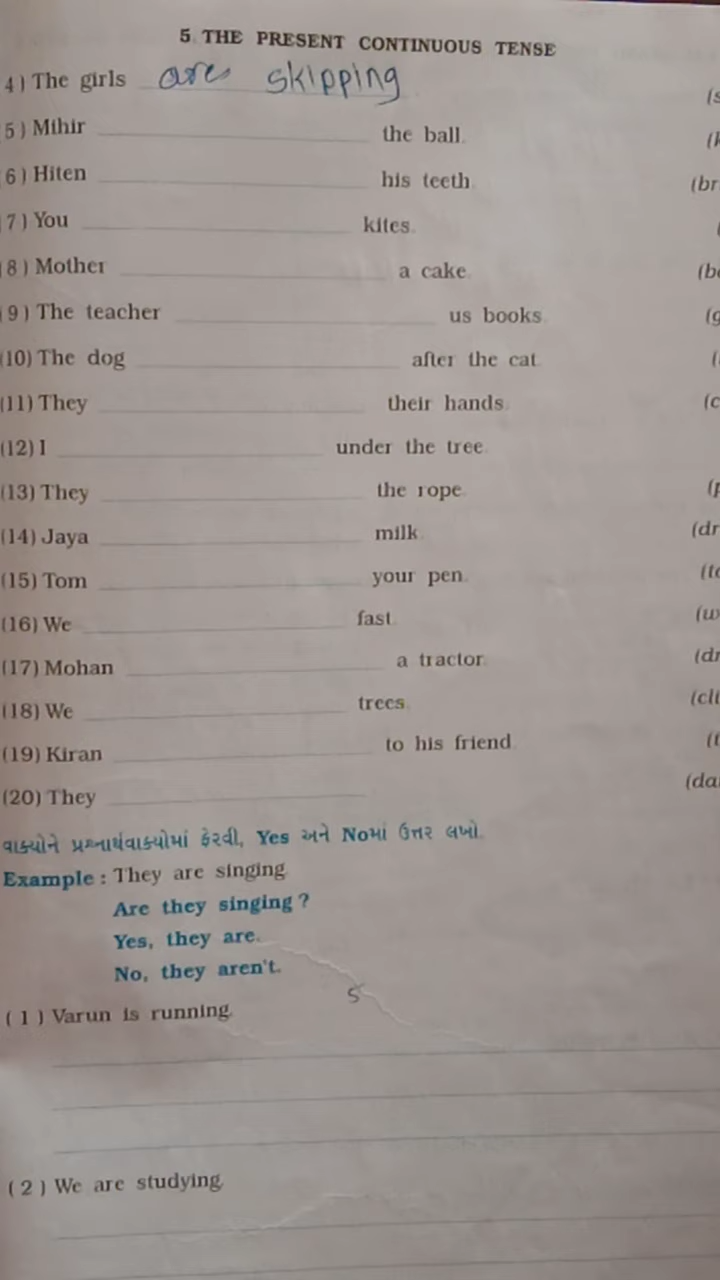 5 THE PRESENT CONTINUOUS TENSE
4) The girls are skipping (s
5) Mihir the ball. (k
6) Hiten his teeth. (br
7) You kites.
8) Mother a cake. (b
9) The teacher us books. (g
(10) The dog after the cat.
(11) They their hands. (c
(12) I under the tree.
(13) They the rope. (p
(14) Jaya milk. (dr
(15) Tom your pen. (t
(16) We fast. (w
(17) Mohan a tractor. (dr
(18) We trees. (cl
(19) Kiran to his friend. (t
(20) They (da
વાક્યોને પ્રશ્નાર્થવાક્યોમાં ફેરવી, Yes અને Noમાં ઉત્તર લખો.
Example : They are singing.
Are they singing ?
Yes, they are.
No, they aren't.
5
( 1 ) Varun is running.
( 2 ) We are studying.